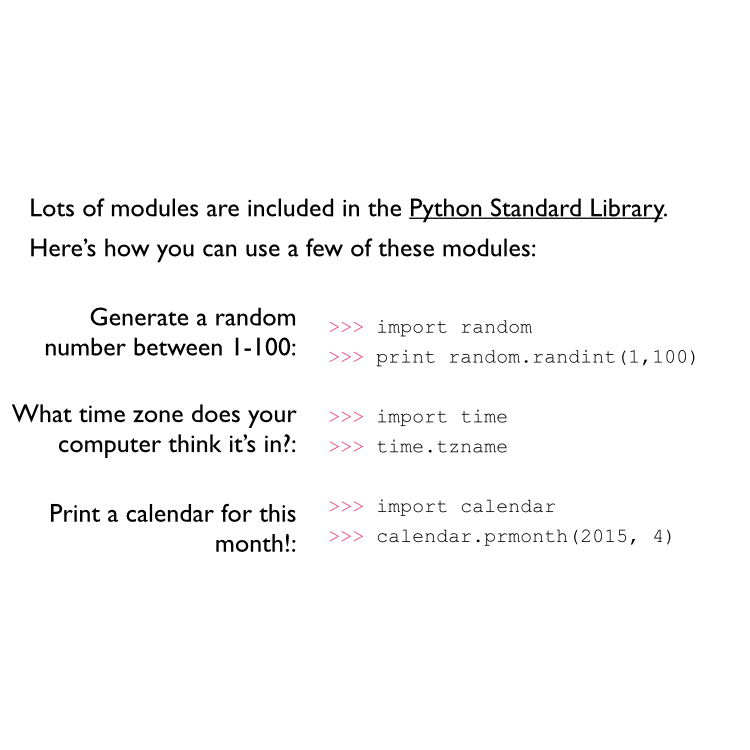 Lots of modules are included in the Python Standard Library.
Here’s how you can use a few of these modules:
Generate a random
number between 1-100:
>>> import random
>>> print random.randint(1,100)
What time zone does your
computer think it’s in?:
>>> import time
>>> time.tzname
Print a calendar for this
month!:
>>> import calendar
>>> calendar.prmonth(2015, 4)